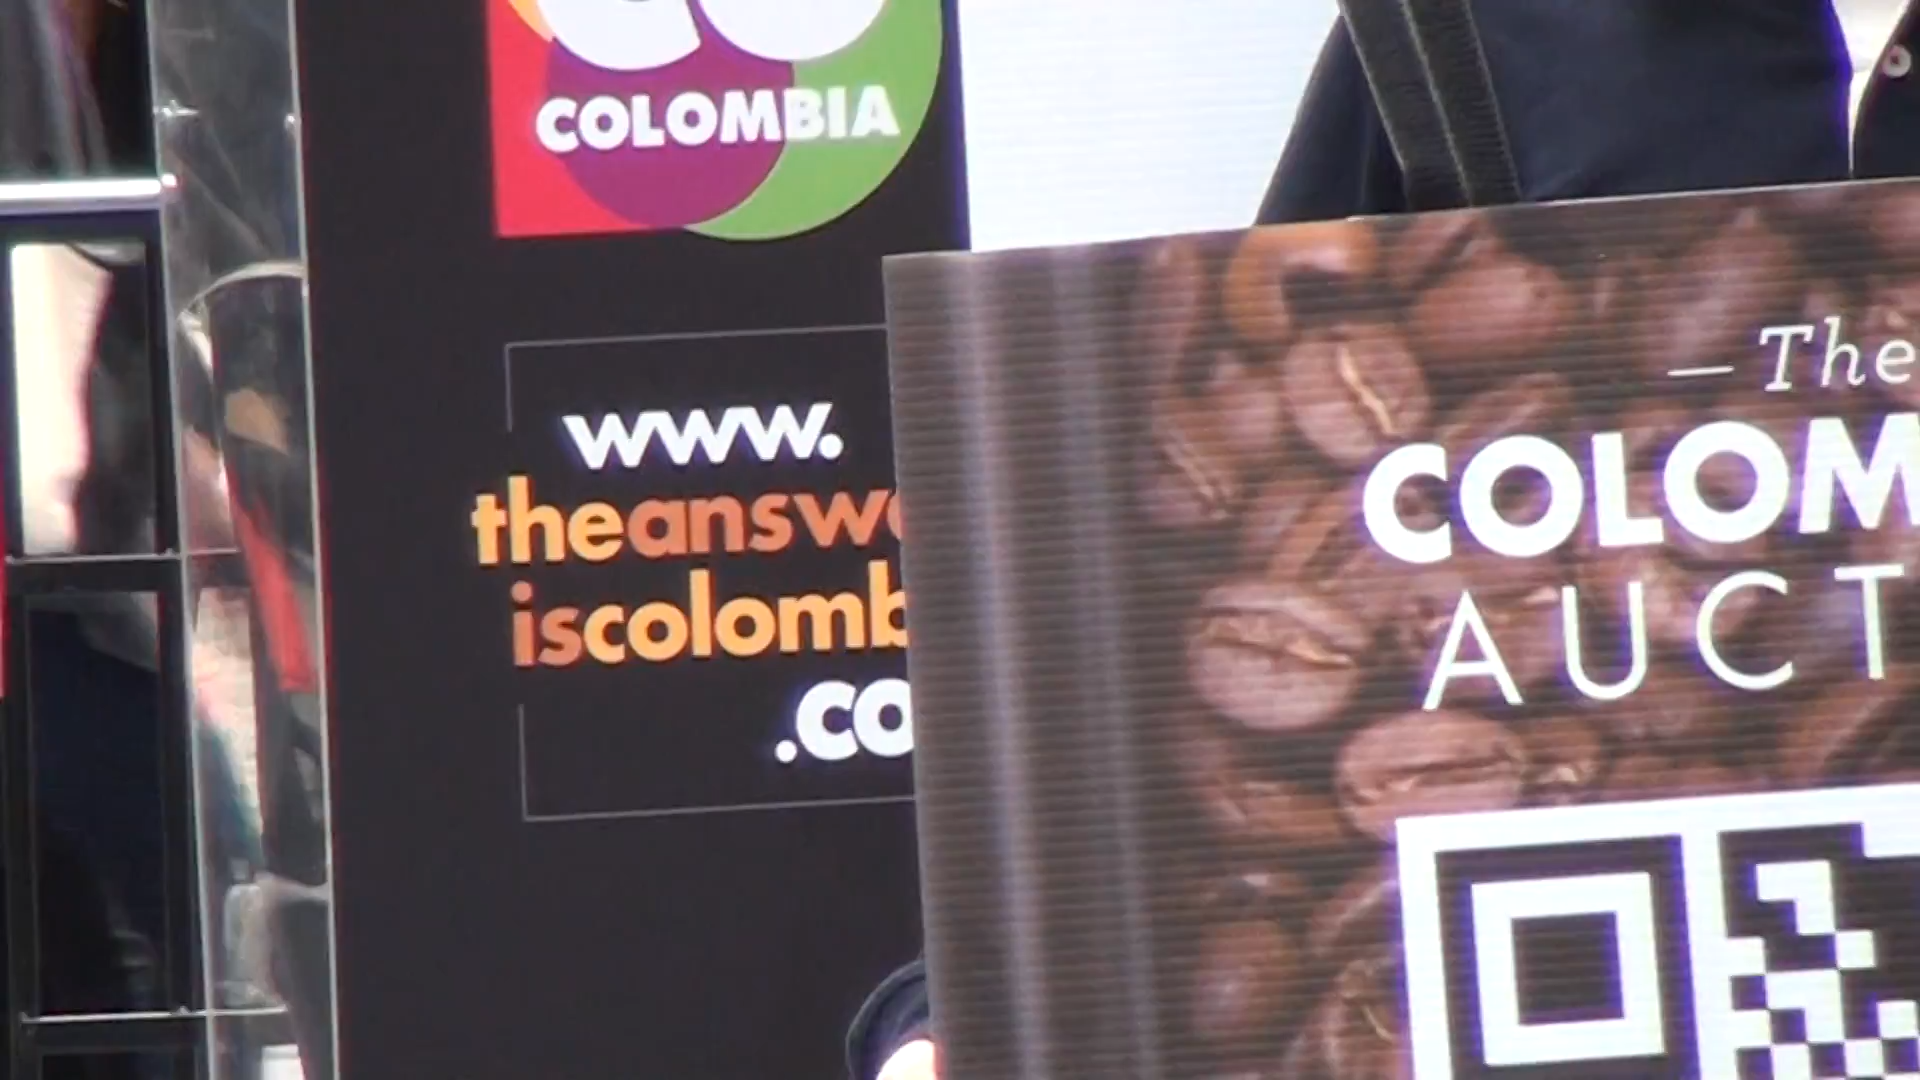 COLOMBIA
www.
theansw
iscolomb
.co
— The
COLOM
AUCT